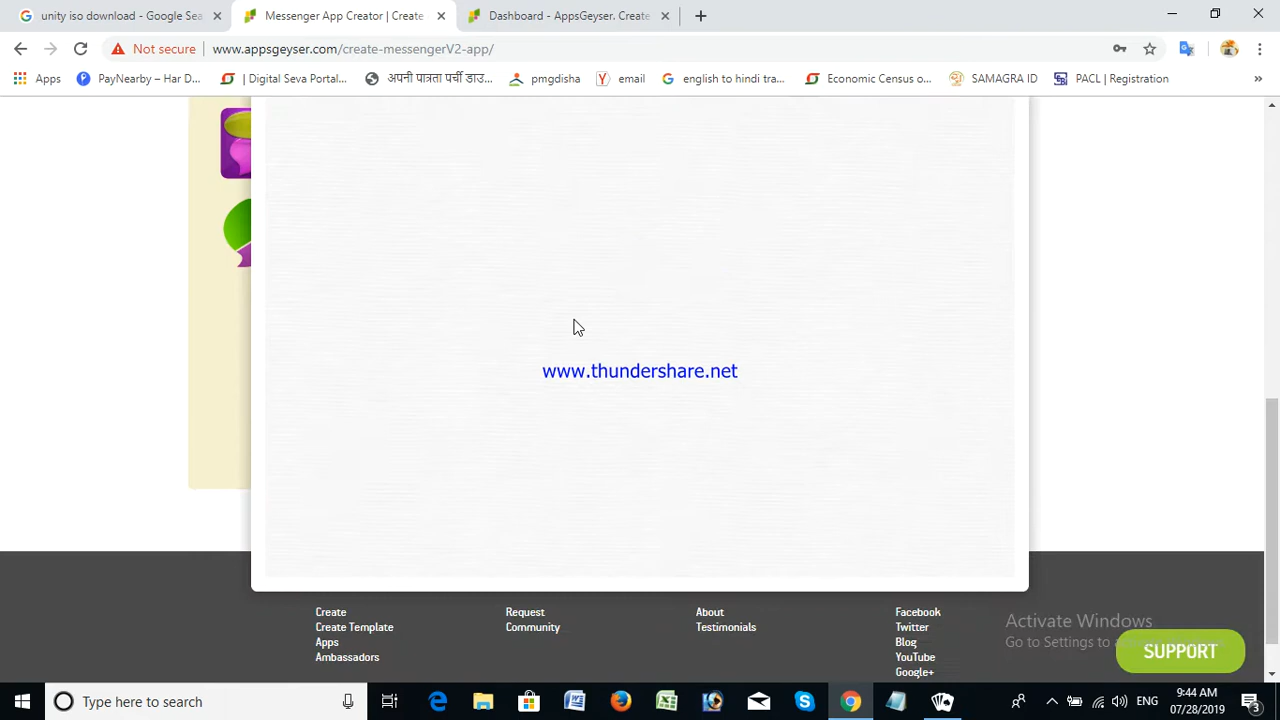 unity iso download - Google Sea
Messenger App Creator | Create
Dashboard - AppsGeyser. Create
Not secure
www.appsgeyser.com/create-messengerV2-app/
Apps
PayNearby – Har D...
| Digital Seva Portal...
अपनी पात्रता पर्ची डाउ...
pmgdisha
email
english to hindi tra...
Economic Census o...
SAMAGRA ID
PACL | Registration
»
www.thundershare.net
Create
Create Template
Apps
Ambassadors
Request
Community
About
Testimonials
Facebook
Twitter
Blog
YouTube
Google+
Activate Windows
Go to Settings to
SUPPORT
Type here to search
ENG
9:44 AM
07/28/2019
3